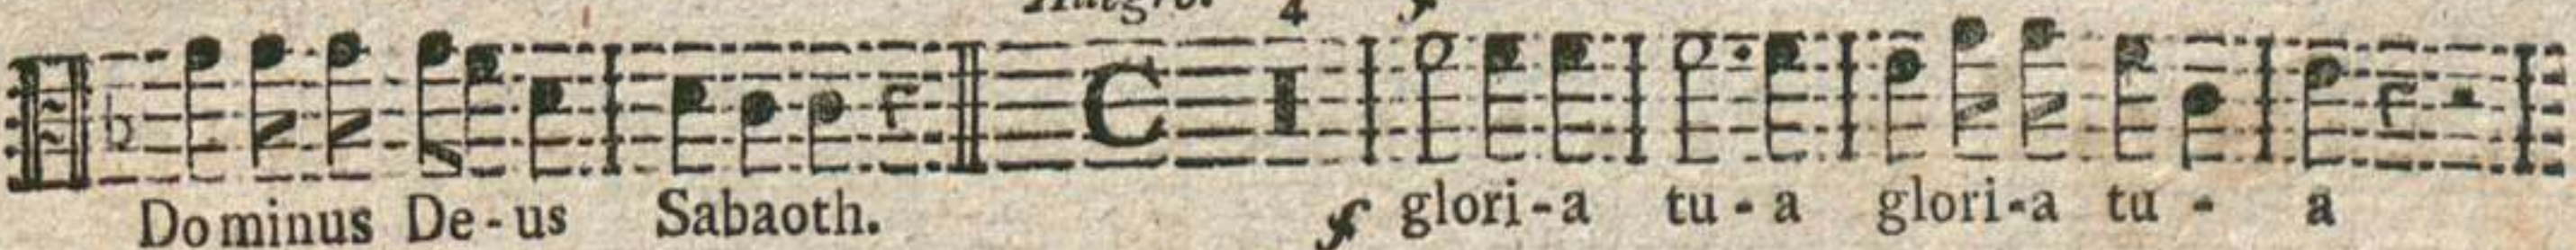 Allegro. 4 f
C
Dominus De-us Sabaoth. f glori-a tu-a glori-a tu - a